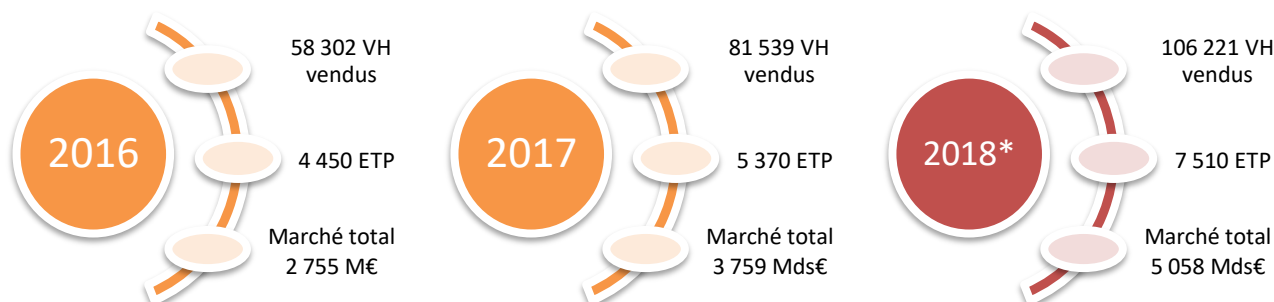 2016
58 302 VH
vendus
4 450 ETP
Marché total
2 755 M€
2017
81 539 VH
vendus
5 370 ETP
Marché total
3 759 Mds€
2018*
106 221 VH
vendus
7 510 ETP
Marché total
5 058 Mds€